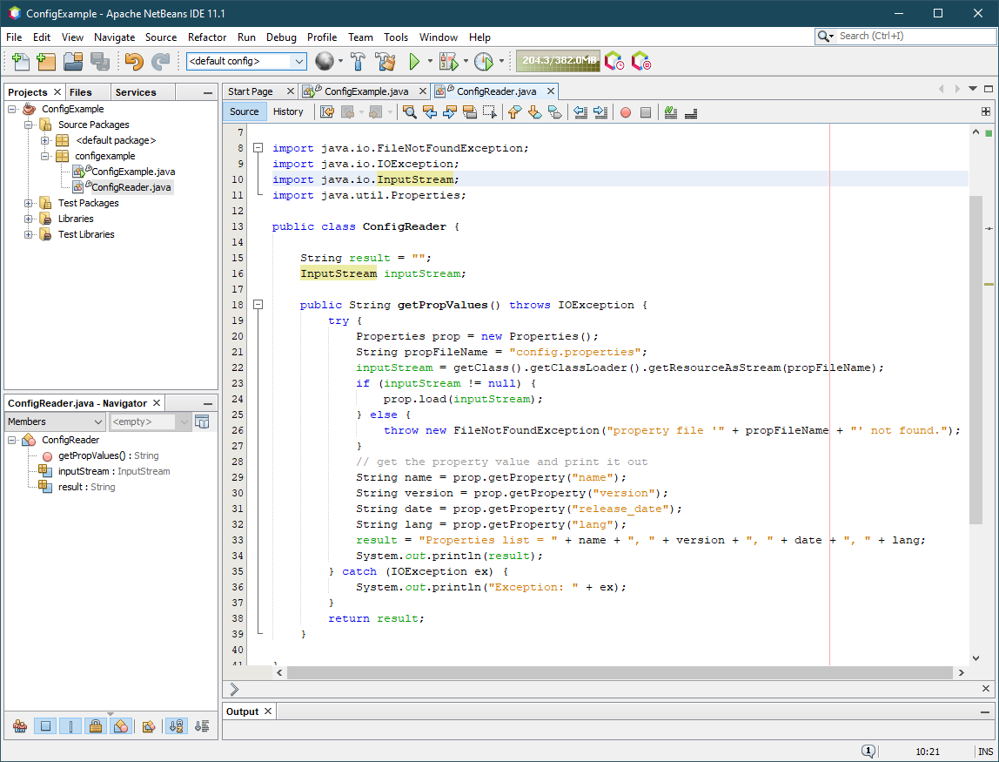 ConfigExample - Apache NetBeans IDE 11.1
File Edit View Navigate Source Refactor Run Debug Profile Team Tools Window Help
Search (Ctrl+I)
<default config>
204.3/382.0MB
Projects Files Services
ConfigExample
Source Packages
<default package>
configexample
ConfigExample.java
ConfigReader.java
Test Packages
Libraries
Test Libraries
ConfigReader.java - Navigator
Members <empty>
ConfigReader
getPropValues() : String
inputStream : InputStream
result : String
Start Page ConfigExample.java ConfigReader.java
Source History
7
8 import java.io.FileNotFoundException;
9 import java.io.IOException;
10 import java.io.InputStream;
11 import java.util.Properties;
12
13 public class ConfigReader {
14
15 String result = "";
16 InputStream inputStream;
17
18 public String getPropValues() throws IOException {
19 try {
20 Properties prop = new Properties();
21 String propFileName = "config.properties";
22 inputStream = getClass().getClassLoader().getResourceAsStream(propFileName);
23 if (inputStream != null) {
24 prop.load(inputStream);
25 } else {
26 throw new FileNotFoundException("property file '" + propFileName + "' not found.");
27 }
28 // get the property value and print it out
29 String name = prop.getProperty("name");
30 String version = prop.getProperty("version");
31 String date = prop.getProperty("release_date");
32 String lang = prop.getProperty("lang");
33 result = "Properties list = " + name + ", " + version + ", " + date + ", " + lang;
34 System.out.println(result);
35 } catch (IOException ex) {
36 System.out.println("Exception: " + ex);
37 }
38 return result;
39 }
40
41 }
Output
1 10:21 INS